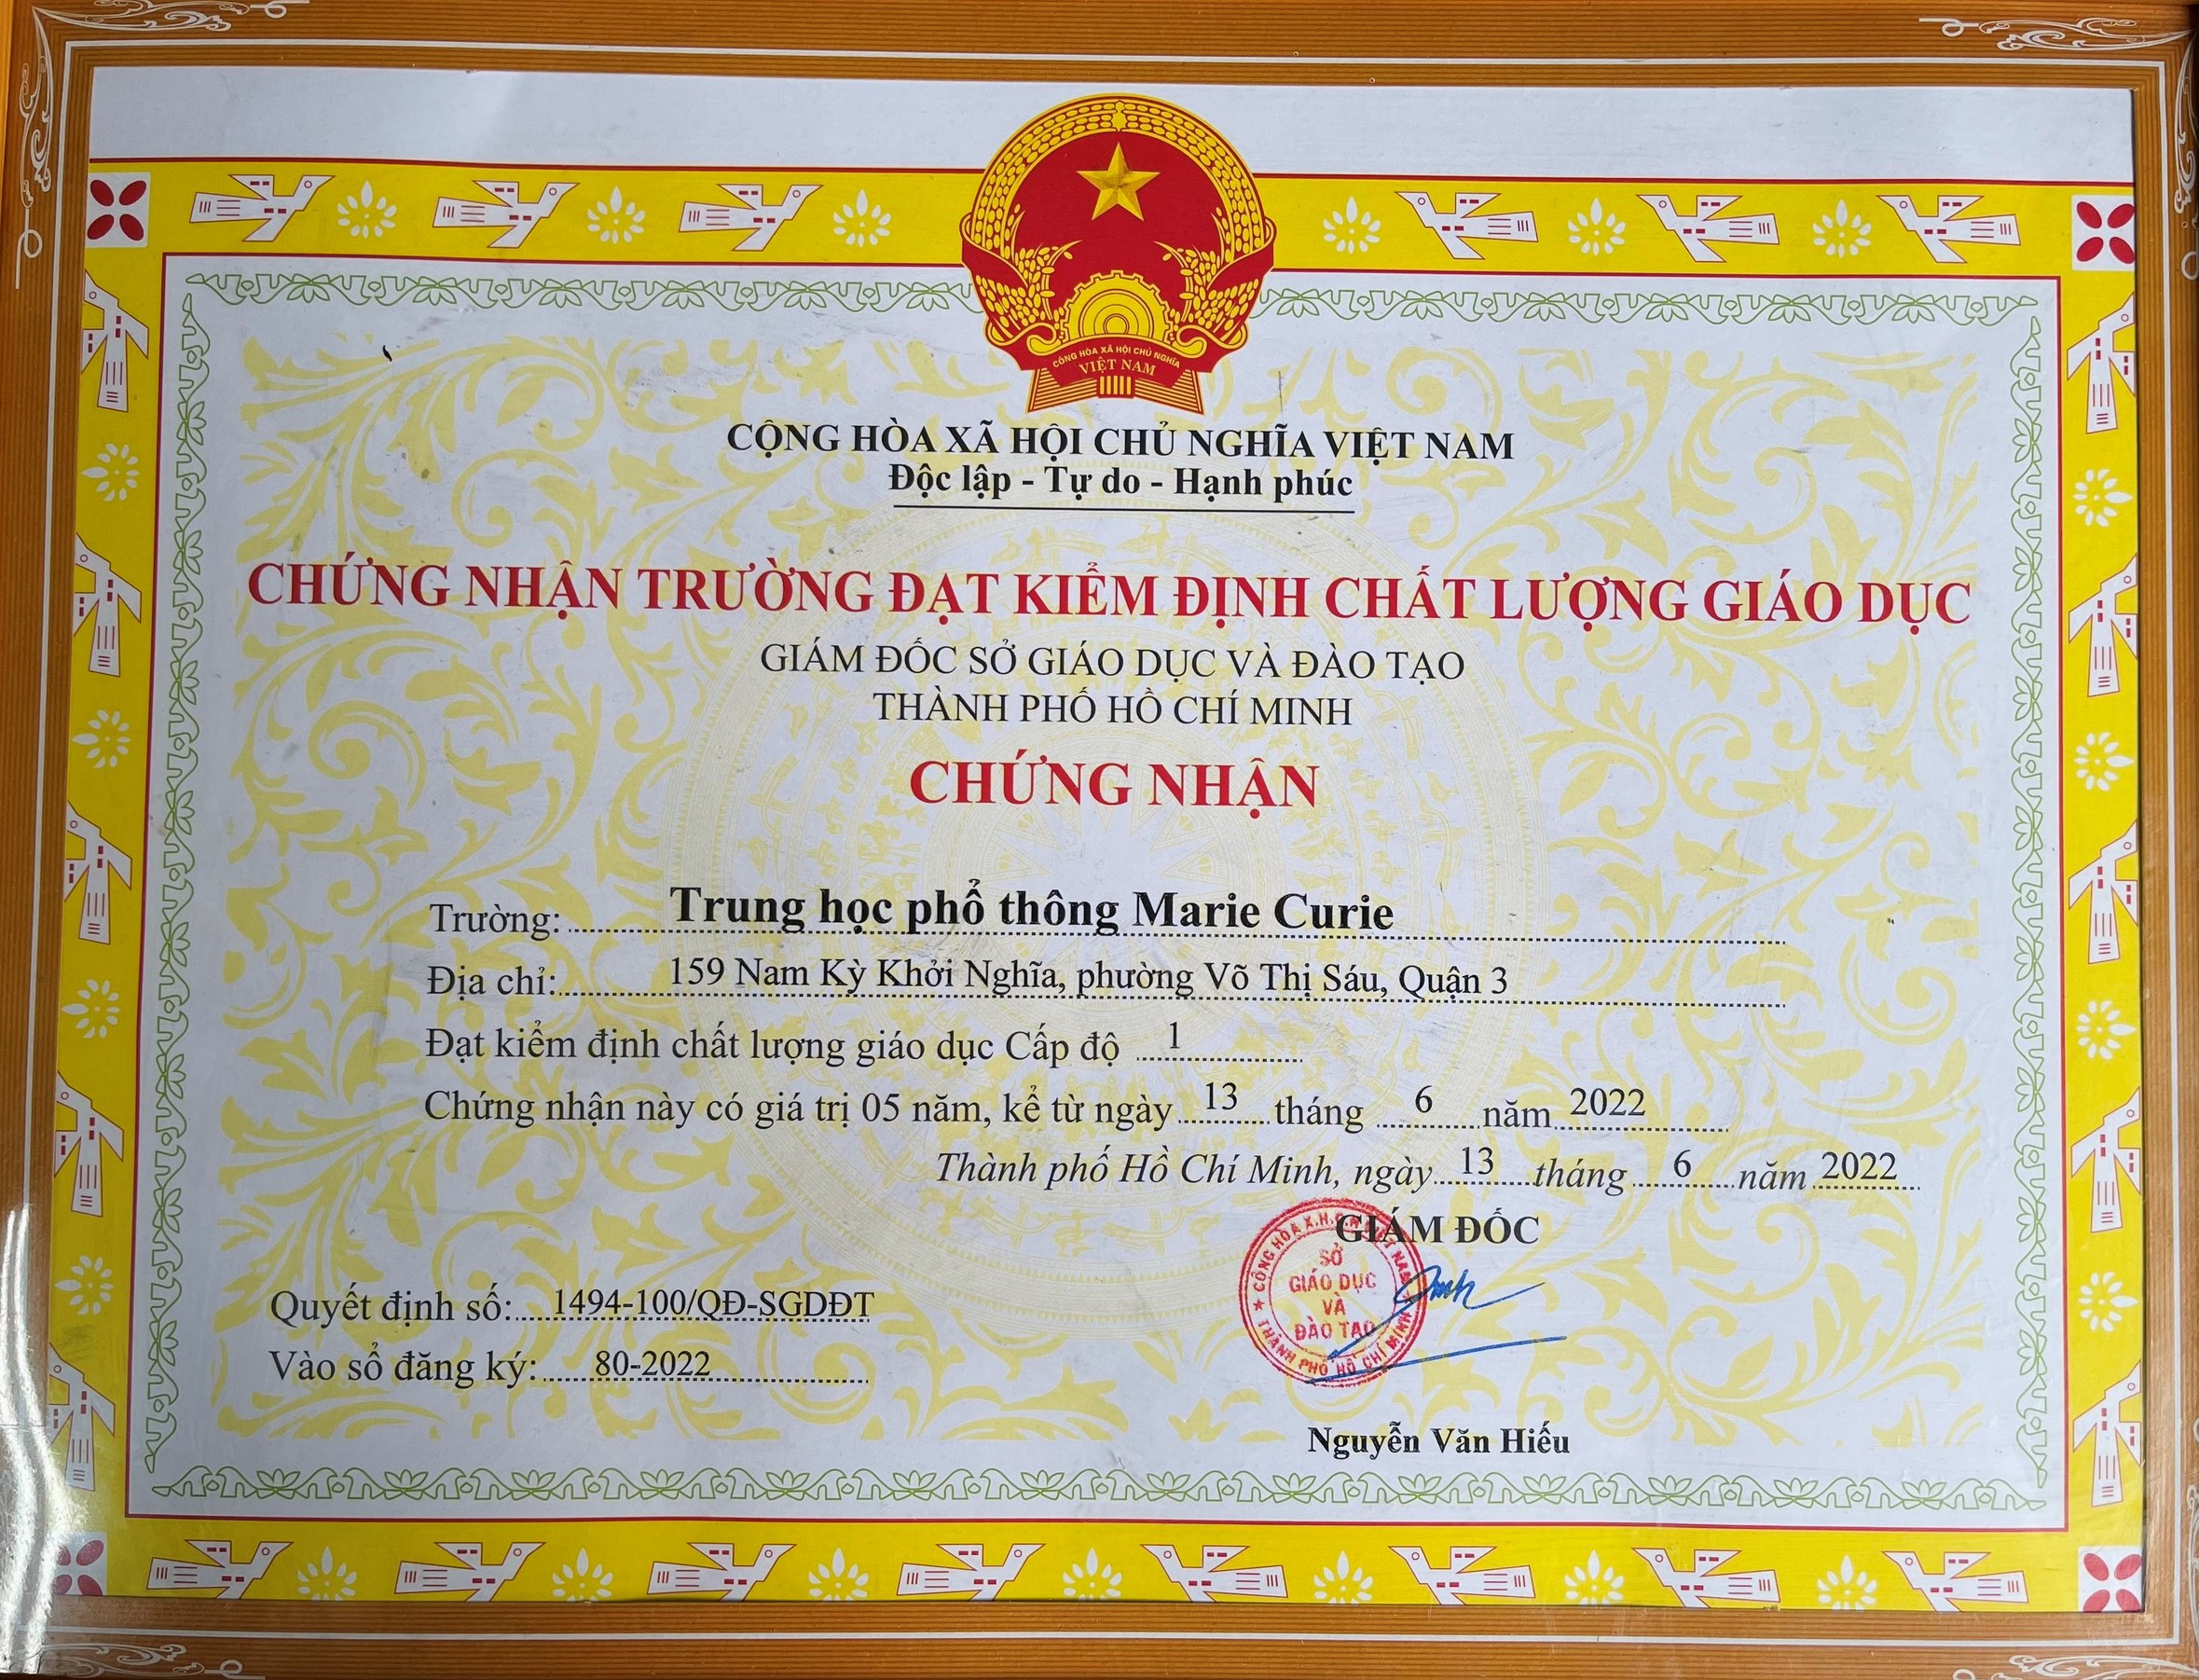 CỘNG HÒA XÃ HỘI CHỦ NGHĨA
VIỆT NAM
CỘNG HÒA XÃ HỘI CHỦ NGHĨA VIỆT NAM
Độc lập - Tự do - Hạnh phúc
CHỨNG NHẬN TRƯỜNG ĐẠT KIỂM ĐỊNH CHẤT LƯỢNG GIÁO DỤC
GIÁM ĐỐC SỞ GIÁO DỤC VÀ ĐÀO TẠO
THÀNH PHỐ HỒ CHÍ MINH
CHỨNG NHẬN
Trường: Trung học phổ thông Marie Curie
Địa chỉ: 159 Nam Kỳ Khởi Nghĩa, phường Võ Thị Sáu, Quận 3
Đạt kiểm định chất lượng giáo dục Cấp độ 1
Chứng nhận này có giá trị 05 năm, kể từ ngày 13 tháng 6 năm 2022
Thành phố Hồ Chí Minh, ngày 13 tháng 6 năm 2022
GIÁM ĐỐC
CỘNG HÒA X.H.C.N VIỆT NAM
SỞ
GIÁO DỤC
VÀ
ĐÀO TẠO
THÀNH PHỐ HỒ CHÍ MINH
Quyết định số: 1494-100/QĐ-SGDĐT
Vào sổ đăng ký: 80-2022
Nguyễn Văn Hiếu